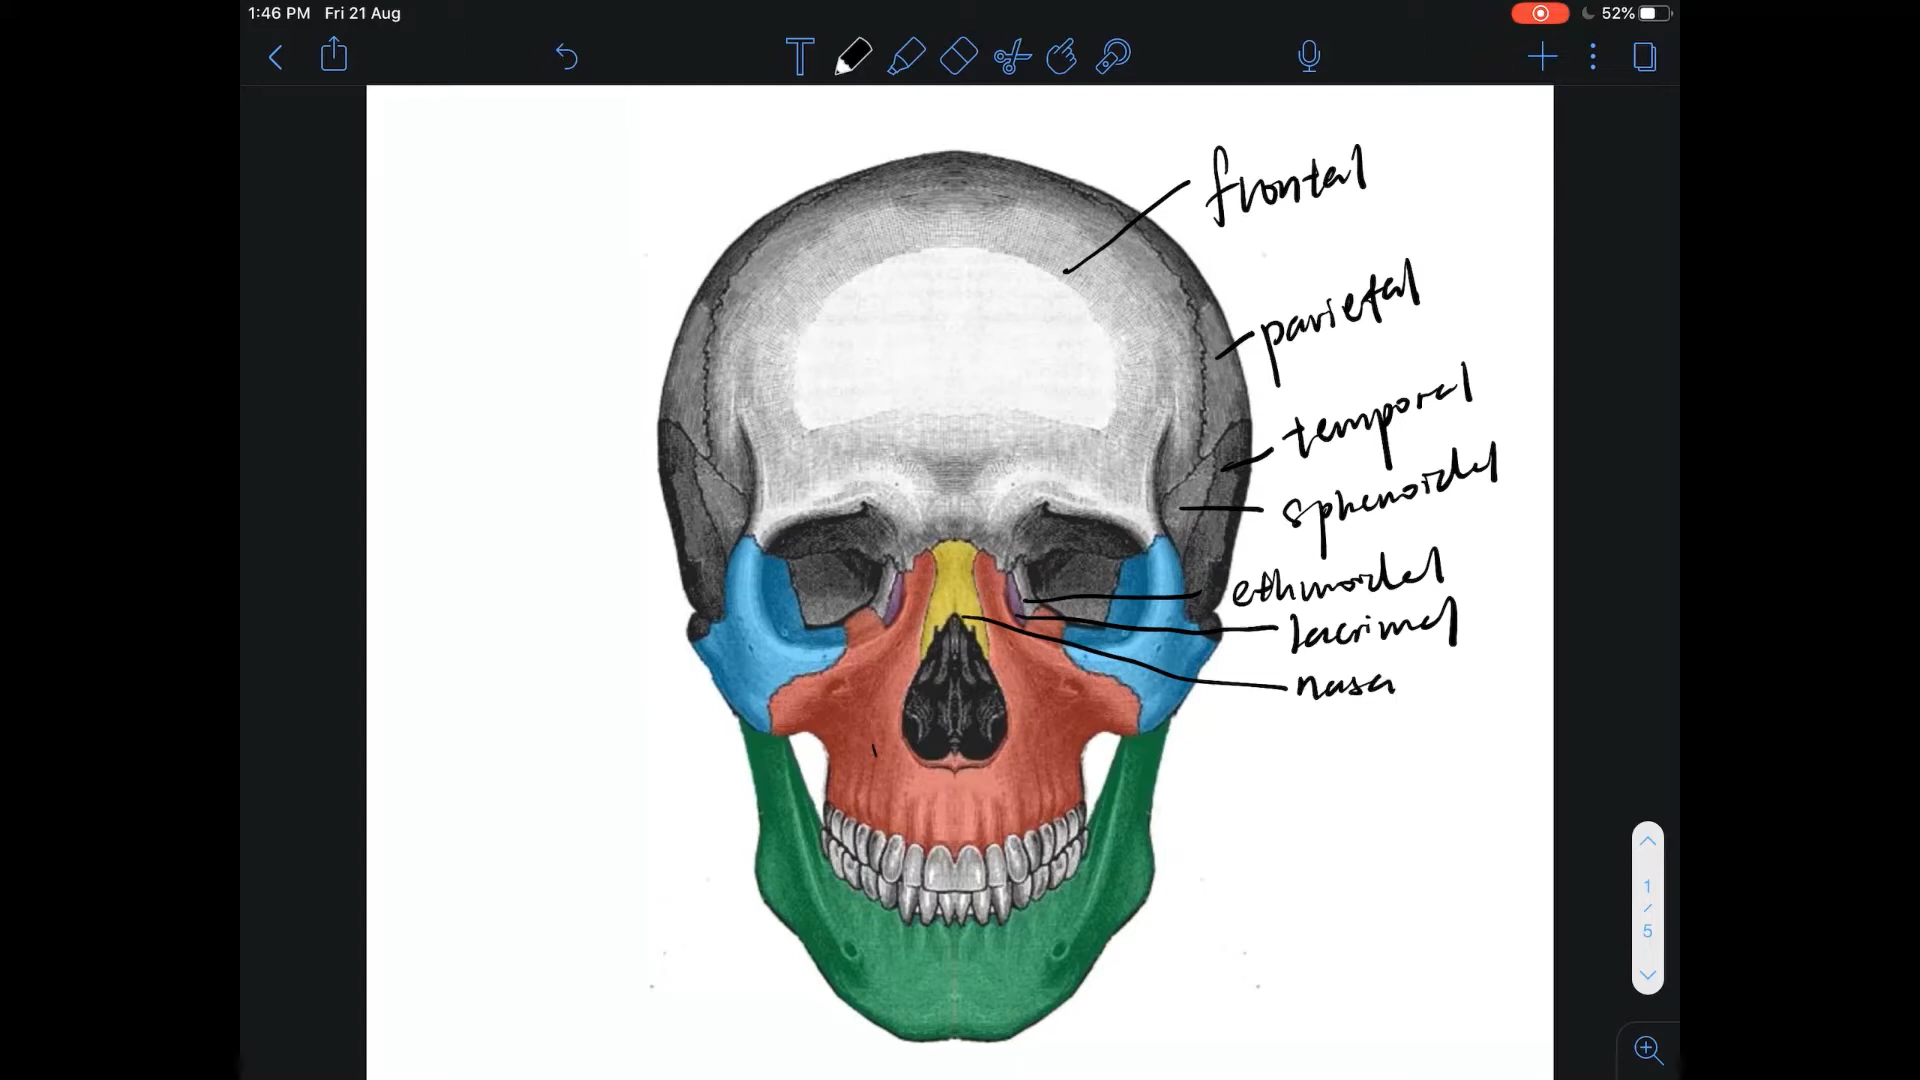 1:46 PM Fri 21 Aug
52%
frontal
parietal
temporal
sphenoidal
ethmoidal
lacrimal
nasa
1
/
5